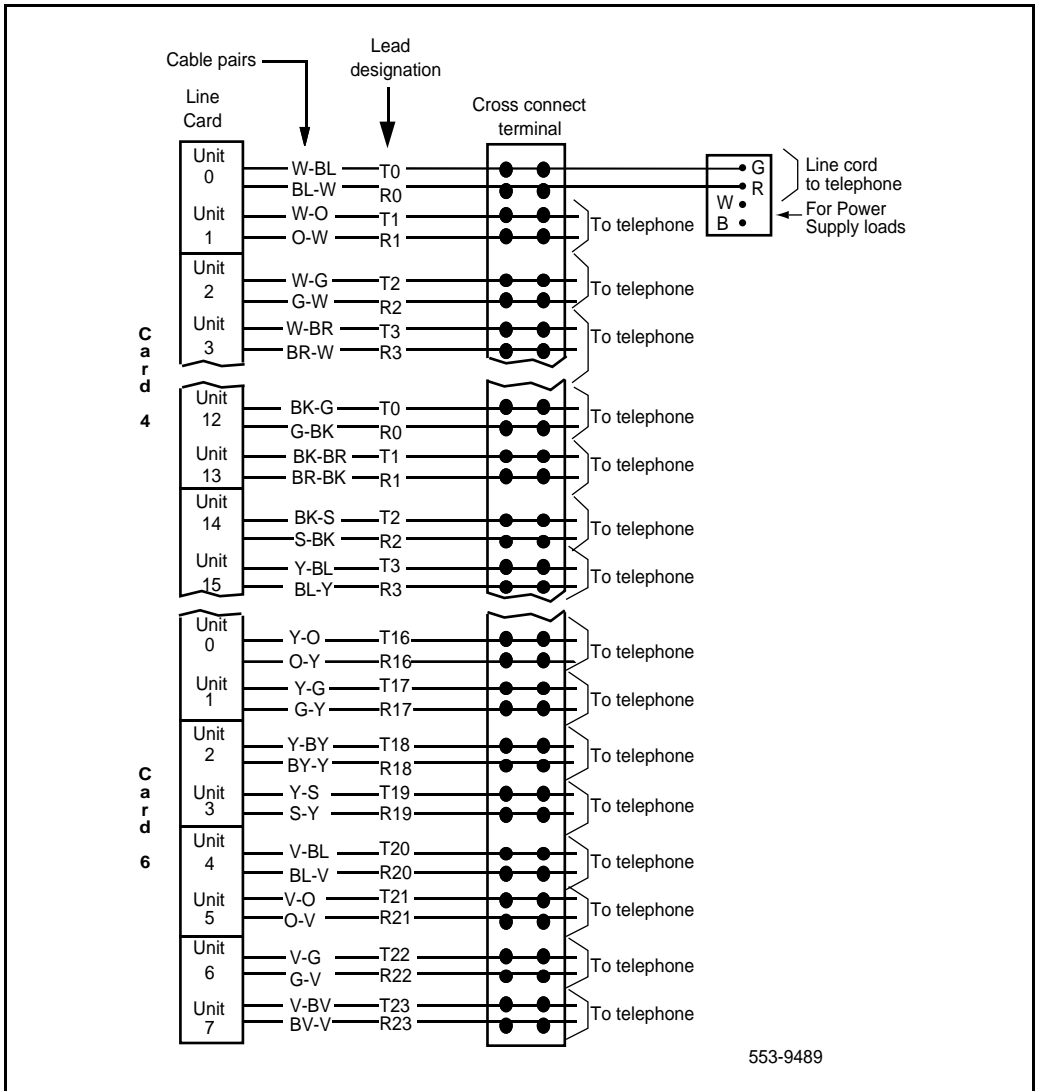 Cable pairs
Lead
designation
Line
Card
Cross connect
terminal
Unit
0
W-BL T0
BL-W R0
G
R
W
B
Line cord
to telephone
For Power
Supply loads
Unit
1
W-O T1
O-W R1
To telephone
Unit
2
W-G T2
G-W R2
To telephone
Unit
3
W-BR T3
BR-W R3
To telephone
Card 4
Unit
12
BK-G T0
G-BK R0
To telephone
Unit
13
BK-BR T1
BR-BK R1
To telephone
Unit
14
BK-S T2
S-BK R2
To telephone
Unit
15
Y-BL T3
BL-Y R3
To telephone
Unit
0
Y-O T16
O-Y R16
To telephone
Unit
1
Y-G T17
G-Y R17
To telephone
Unit
2
Y-BY T18
BY-Y R18
To telephone
Card 6
Unit
3
Y-S T19
S-Y R19
To telephone
Unit
4
V-BL T20
BL-V R20
To telephone
Unit
5
V-O T21
O-V R21
To telephone
Unit
6
V-G T22
G-V R22
To telephone
Unit
7
V-BV T23
BV-V R23
To telephone
553-9489